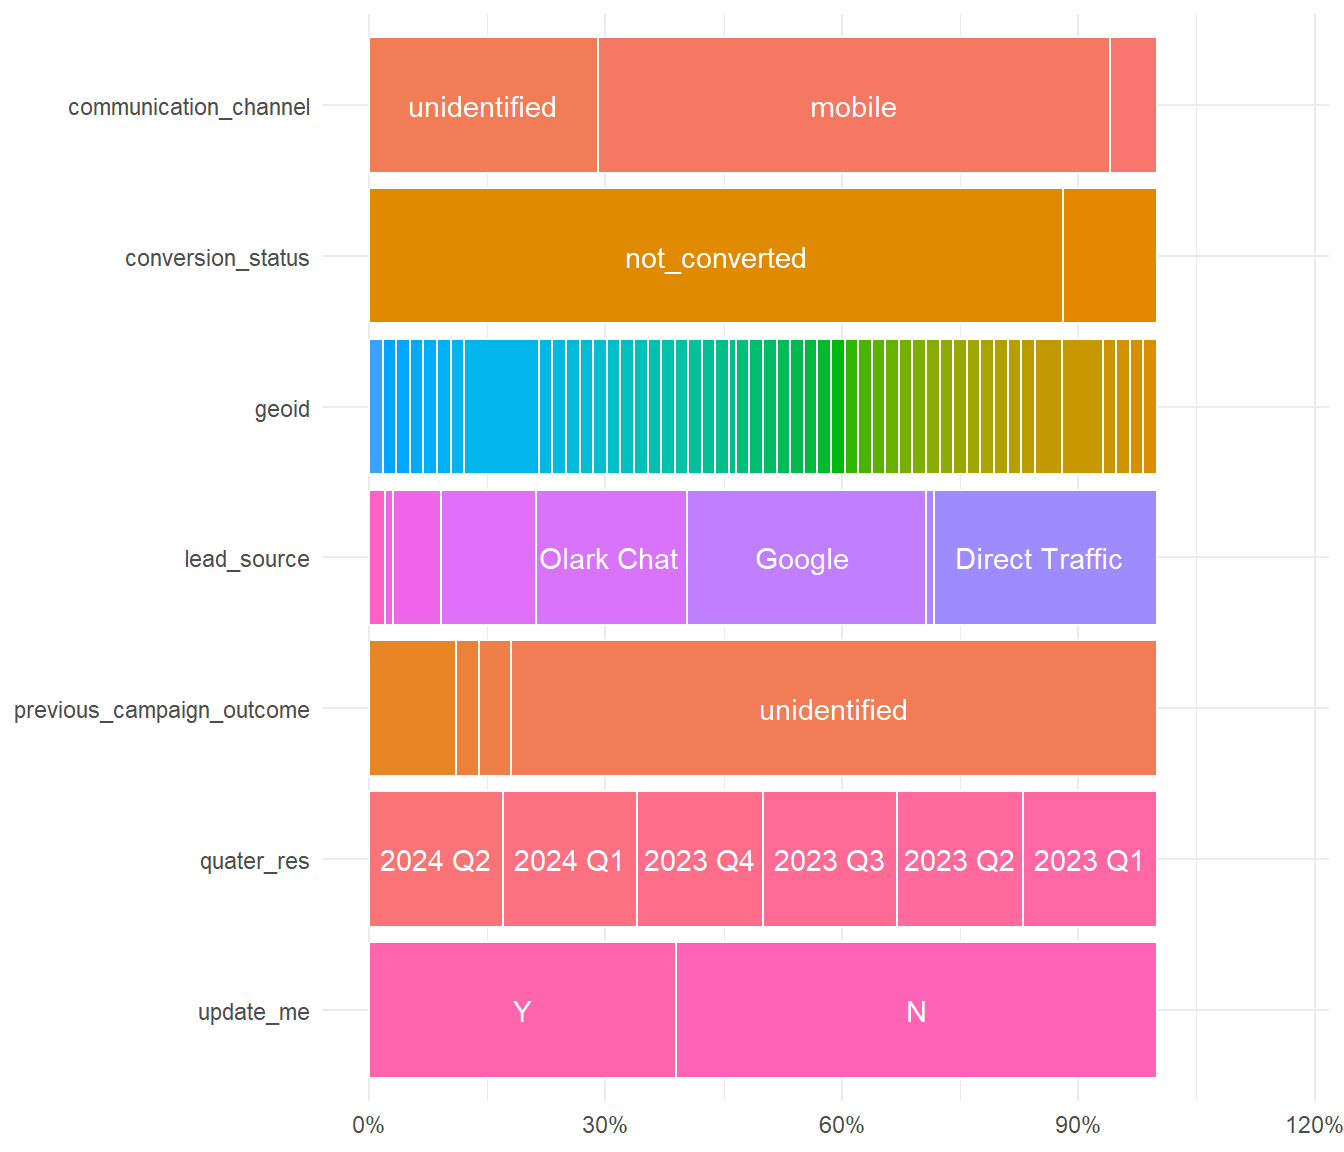 communication_channel
unidentified
mobile
conversion_status
not_converted
geoid
lead_source
Olark Chat
Google
Direct Traffic
previous_campaign_outcome
unidentified
quater_res
2024 Q2
2024 Q1
2023 Q4
2023 Q3
2023 Q2
2023 Q1
update_me
Y
N
0%
30%
60%
90%
120%